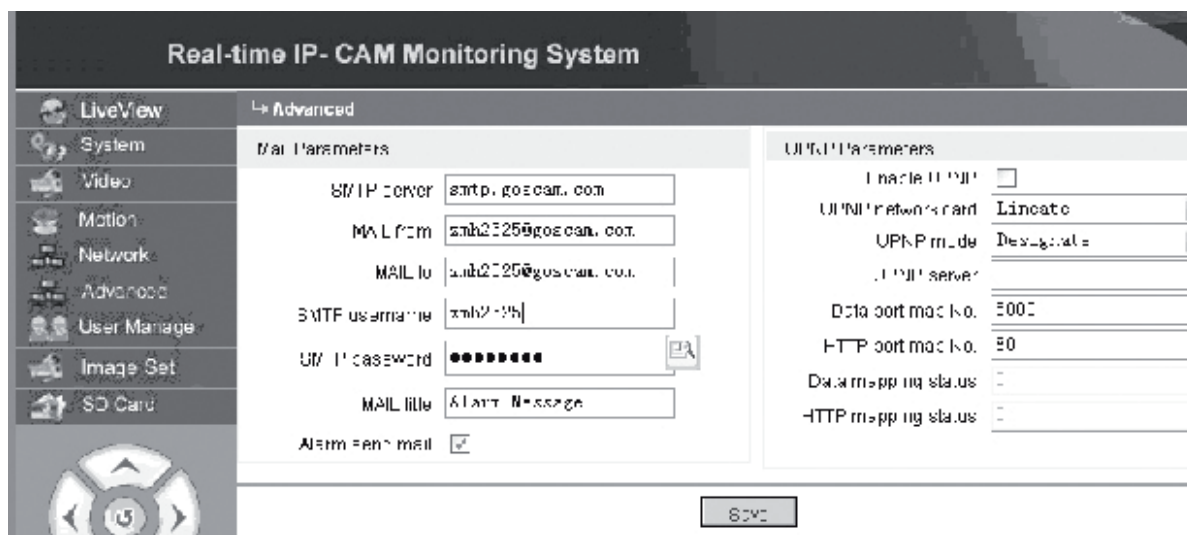 Real-time IP- CAM Monitoring System
LiveView
System
Video
Motion
Network
Advanced
User Manage
Image Set
SD Card
Advanced
Mail Parameters
SMTP server smtp.goscam.com
MAIL from
MAIL to
SMTP username
SMTP password ●●●●●●●●
MAIL title Alarm Message
Alarm send mail
UPNP Parameters
Enable UPNP
UPNP network card
UPNP mode Designate
UPNP server
Data port map No.
HTTP port map No. 80
Data mapping status
HTTP mapping status
Save